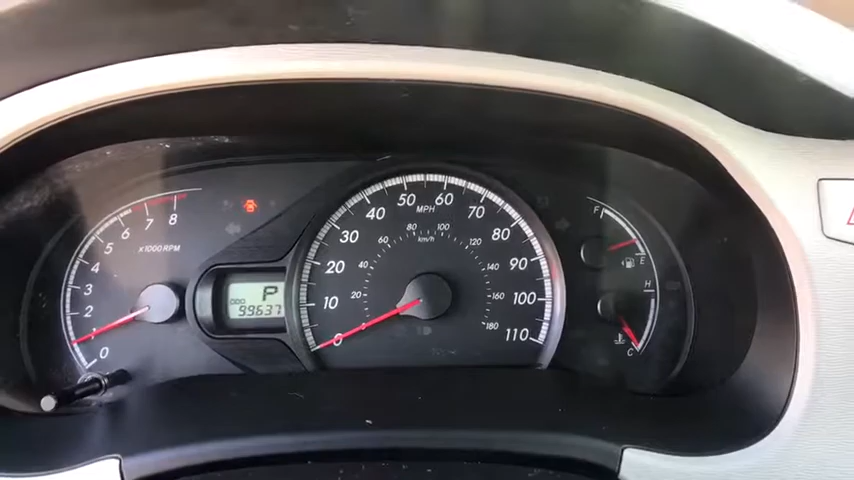 0 1 2 3 4 5 6 7 8
x1000 RPM
P
ODO
99637
0 10 20 30 40 50 60 70 80 90 100 110
MPH
20 40 60 80 100 120 140 160 180
km/h
F
E
H
C